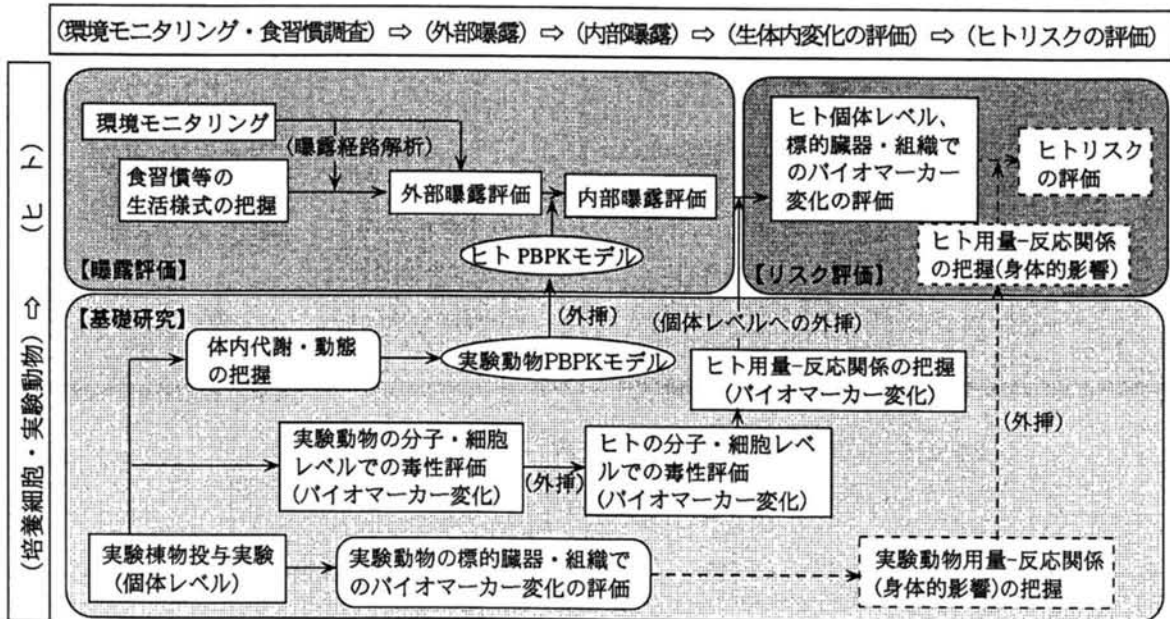 (環境モニタリング・食習慣調査) ⇨ (外部曝露) ⇨ (内部曝露) ⇨ (生体内変化の評価) ⇨ (ヒトリスクの評価)
(培養細胞・実験動物) ⇨ (ヒト)
環境モニタリング
(曝露経路解析)
食習慣等の
生活様式の把握
外部曝露評価
内部曝露評価
ヒト PBPKモデル
【曝露評価】
ヒト個体レベル、
標的臓器・組織で
のバイオマーカー
変化の評価
ヒトリスク
の評価
ヒト用量−反応関係
の把握(身体的影響)
【リスク評価】
【基礎研究】
(外挿)
(個体レベルへの外挿)
体内代謝・動態
の把握
実験動物PBPKモデル
ヒト用量−反応関係の把握
(バイオマーカー変化)
(外挿)
実験動物の分子・細胞
レベルでの毒性評価
(バイオマーカー変化)
(外挿)
ヒトの分子・細胞レベ
ルでの毒性評価
(バイオマーカー変化)
実験棟物投与実験
(個体レベル)
実験動物の標的臓器・組織で
のバイオマーカー変化の評価
実験動物用量−反応関係
(身体的影響)の把握